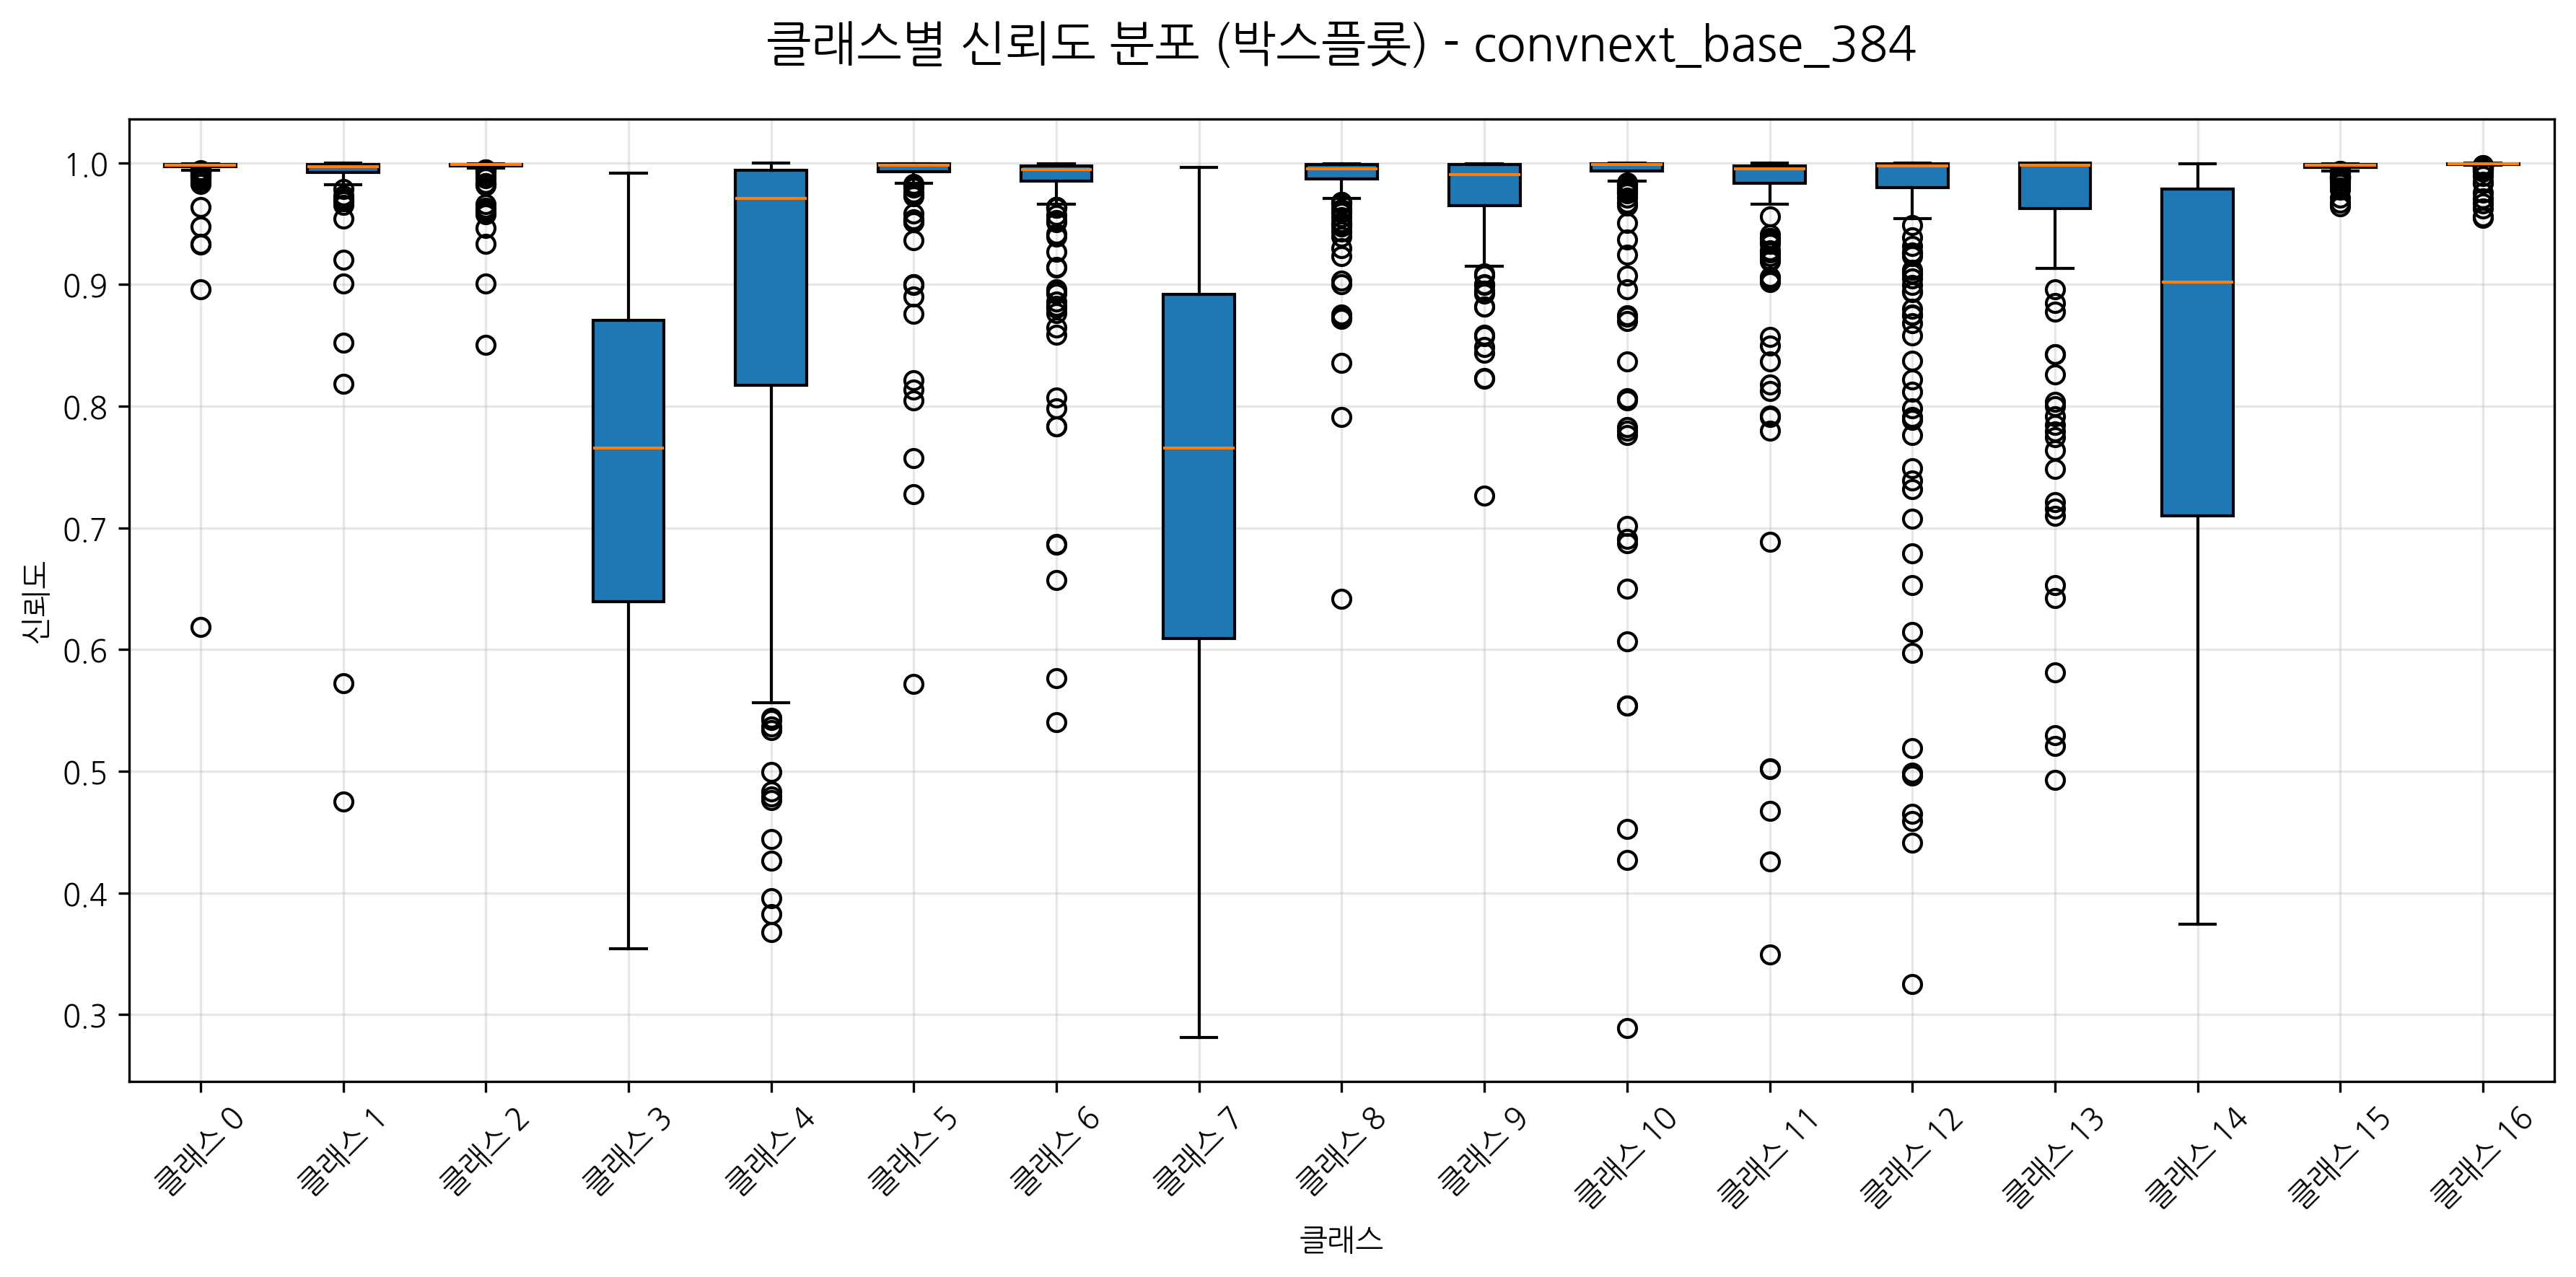 클래스별 신뢰도 분포 (박스플롯) - convnext_base_384
신뢰도
1.0
0.9
0.8
0.7
0.6
0.5
0.4
0.3
클래스 0
클래스 1
클래스 2
클래스 3
클래스 4
클래스 5
클래스 6
클래스 7
클래스 8
클래스 9
클래스 10
클래스 11
클래스 12
클래스 13
클래스 14
클래스 15
클래스 16
클래스